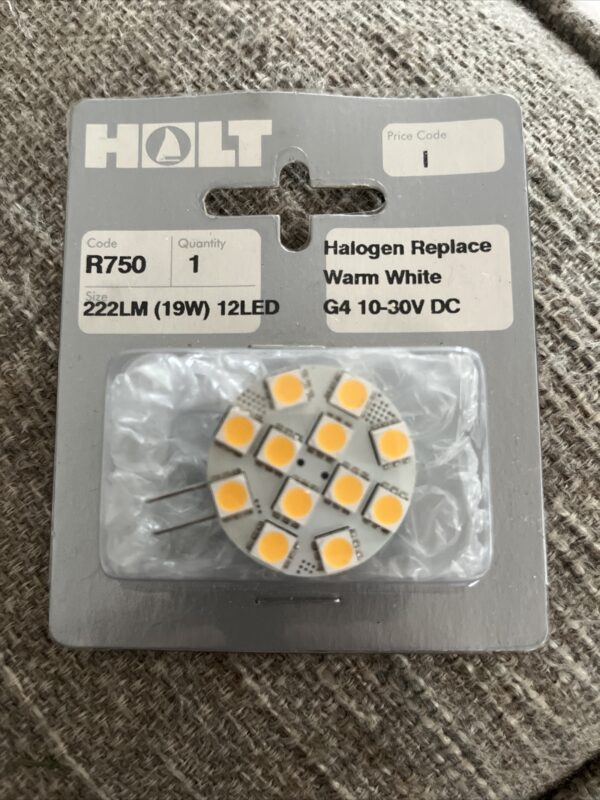 HOLT
Price Code
I
Code
R750
Quantity
1
Size
222LM (19W) 12LED
Halogen Replace
Warm White
G4 10-30V DC